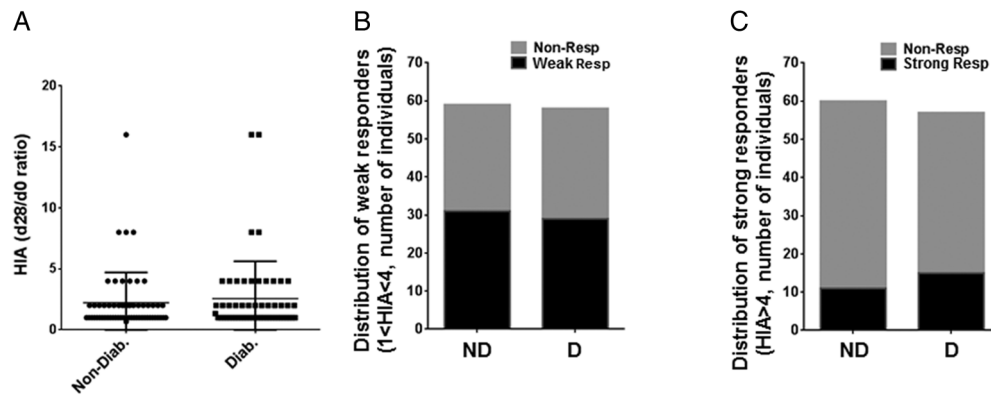 A
HIA (d28/d0 ratio)
20
15
10
5
0
Non-Diab.
Diab.
B
Non-Resp
Weak Resp
Distribution of weak responders
(1<HIA<4, number of individuals)
70
60
50
40
30
20
10
0
ND
D
C
Non-Resp
Strong Resp
Distribution of strong responders
(HIA>4, number of individuals)
70
60
50
40
30
20
10
0
ND
D